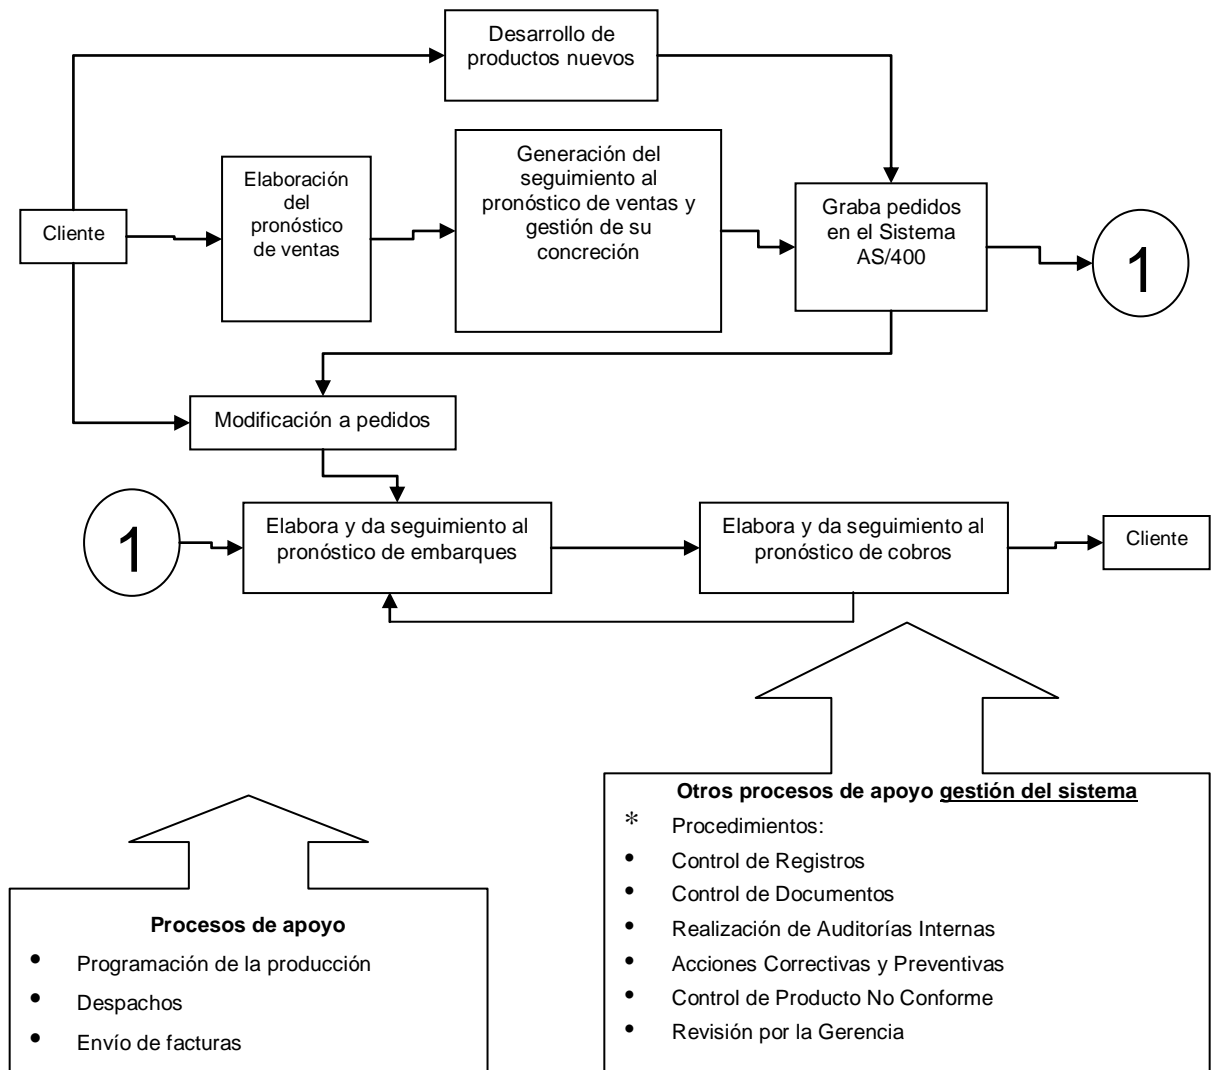 Desarrollo de
productos nuevos
Cliente
Elaboración
del
pronóstico
de ventas
Generación del
seguimiento al
pronóstico de ventas y
gestión de su
concreción
Graba pedidos
en el Sistema
AS/400
1
Modificación a pedidos
1
Elabora y da seguimiento al
pronóstico de embarques
Elabora y da seguimiento al
pronóstico de cobros
Cliente
Procesos de apoyo
• Programación de la producción
• Despachos
• Envío de facturas
Otros procesos de apoyo gestión del sistema
* Procedimientos:
• Control de Registros
• Control de Documentos
• Realización de Auditorías Internas
• Acciones Correctivas y Preventivas
• Control de Producto No Conforme
• Revisión por la Gerencia